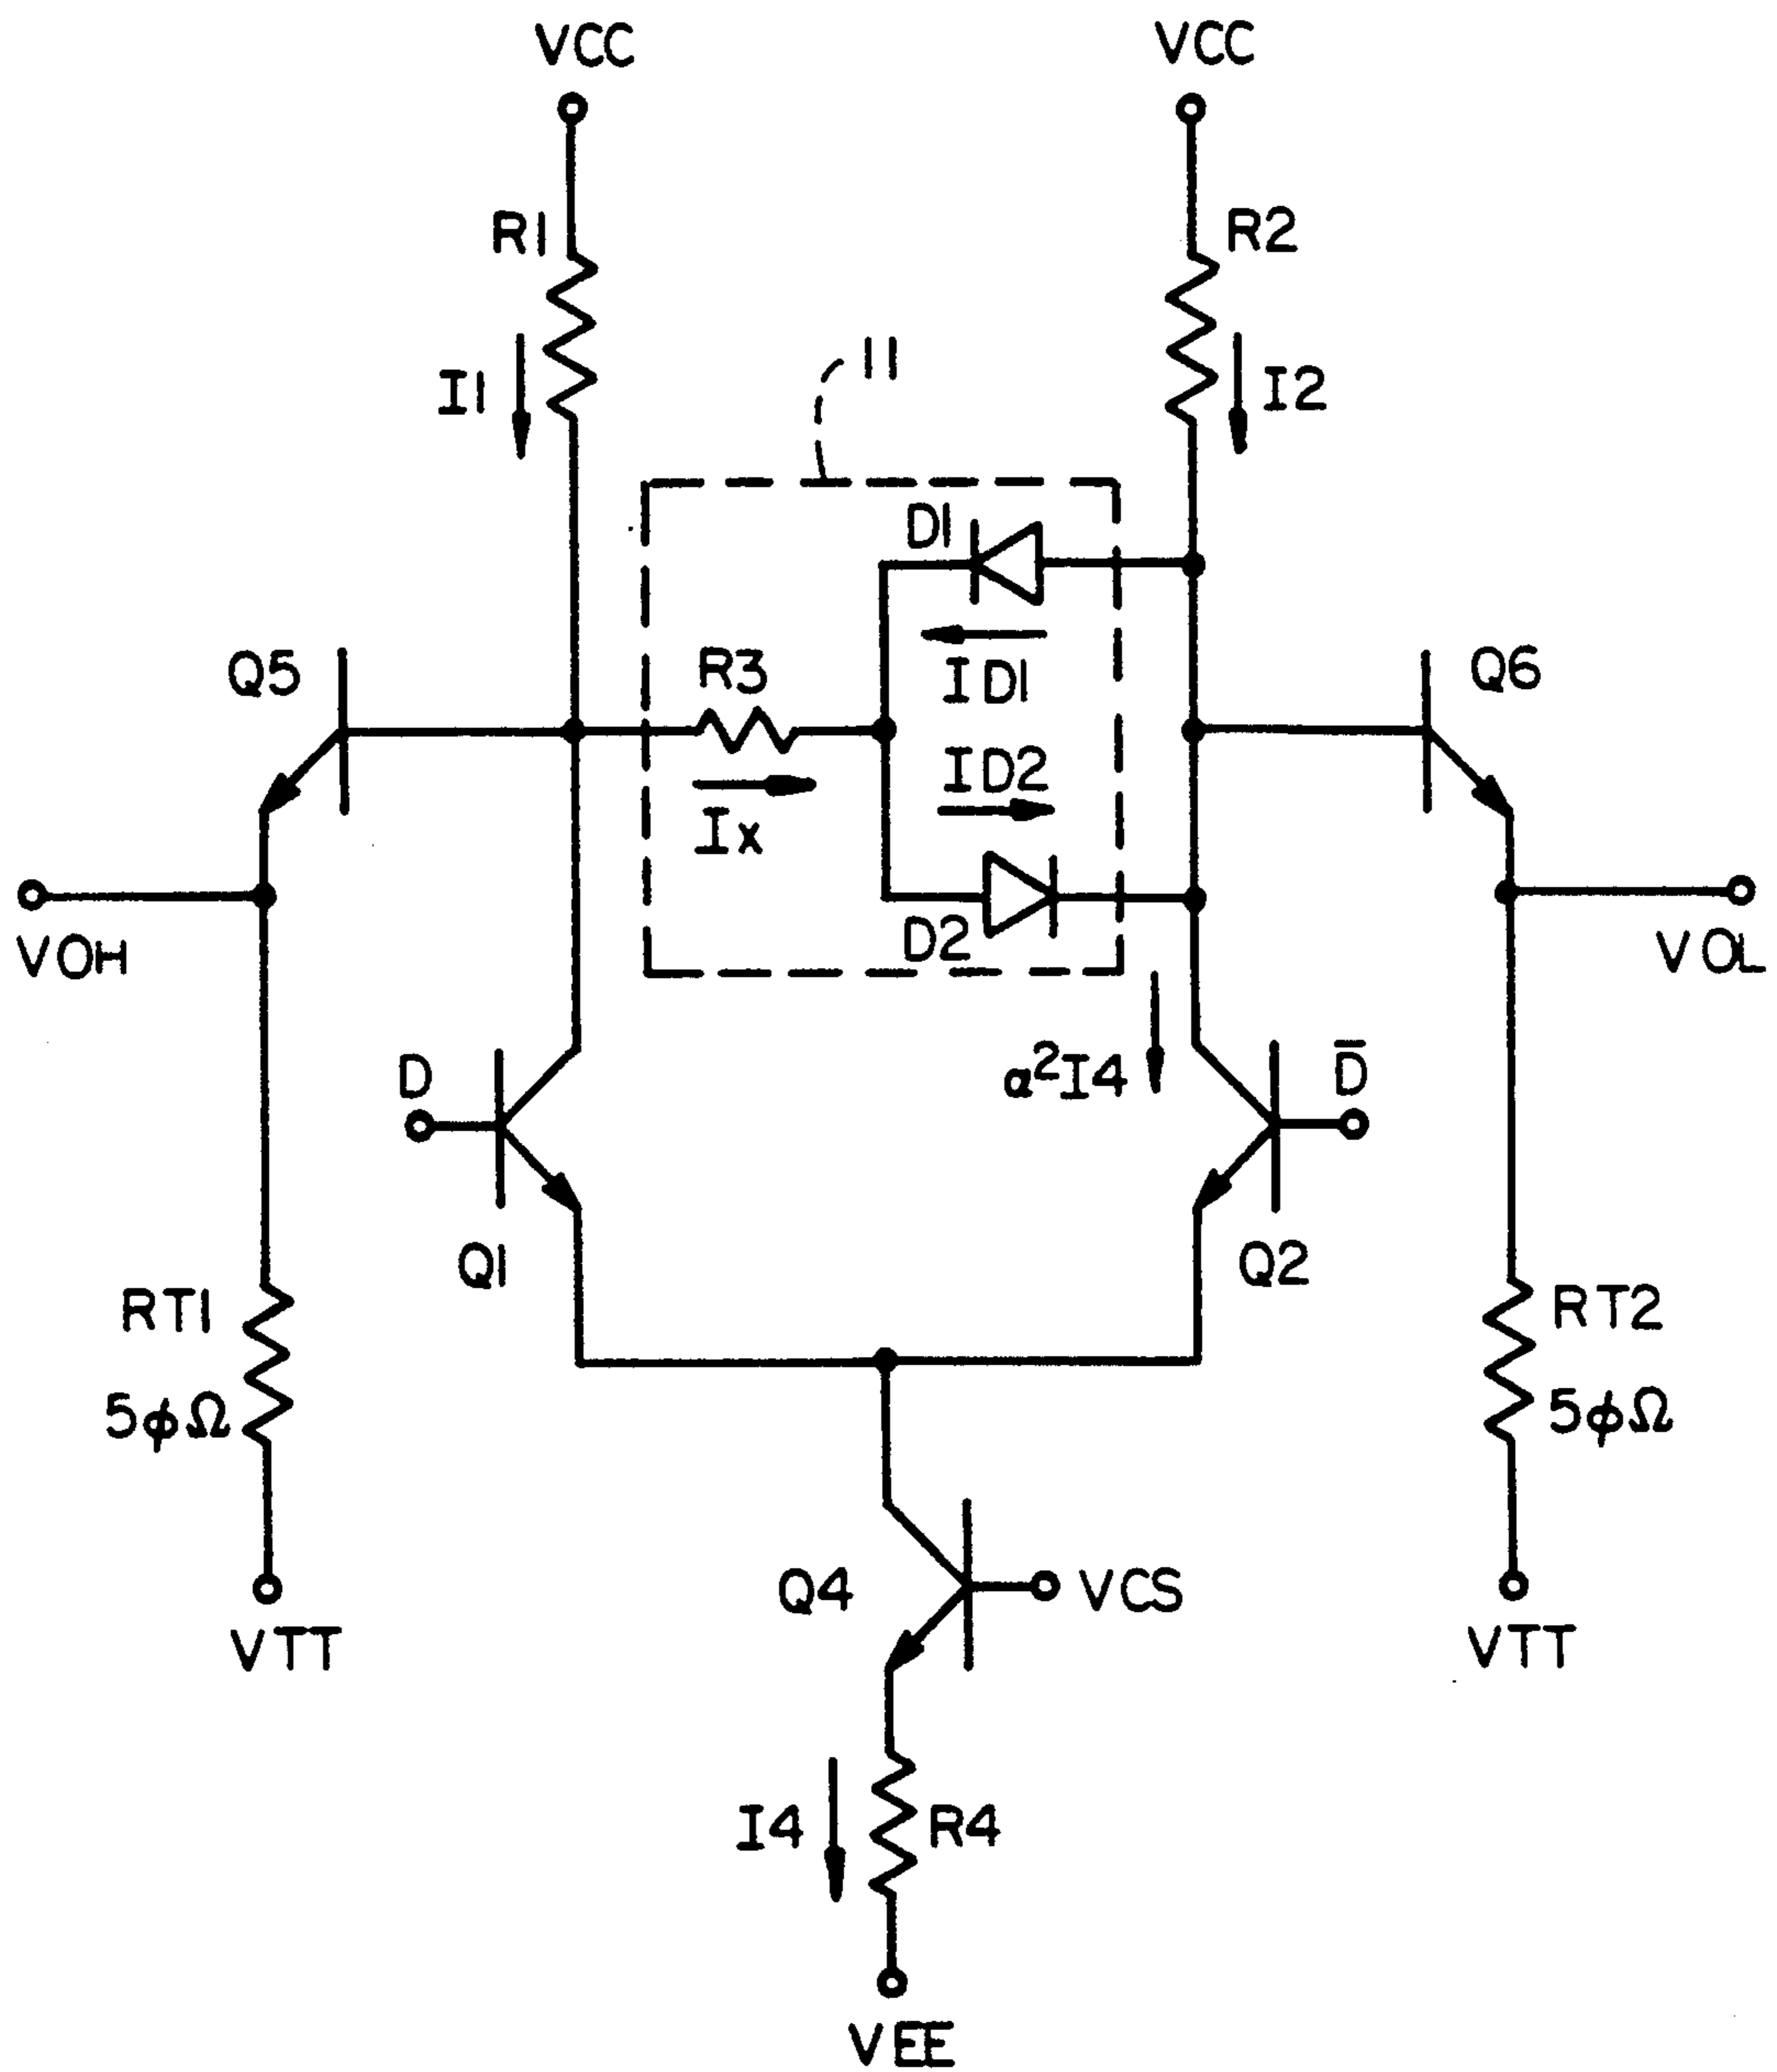 VCC
VCC
R1
R2
I1
11
I2
D1
Q5
R3
ID1
Q6
ID2
Ix
D2
VOH
VOL
D
α²I4
D̅
Q1
Q2
RT1
RT2
5ϕΩ
5ϕΩ
Q4
VCS
VTT
VTT
I4
R4
VEE